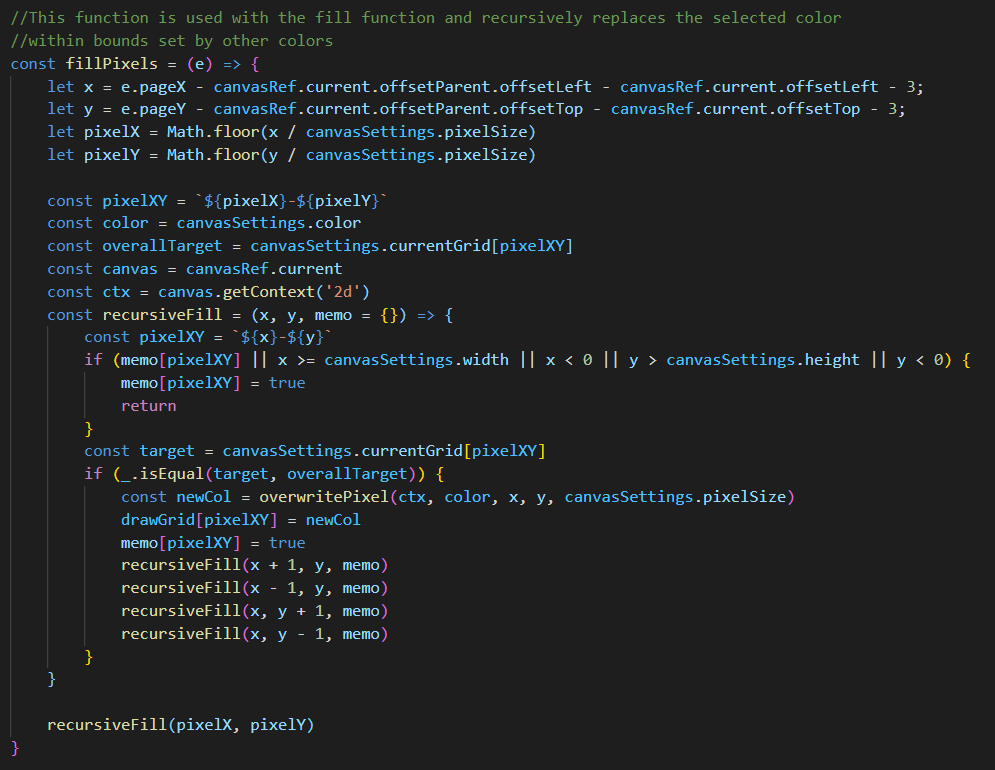 //This function is used with the fill function and recursively replaces the selected color
//within bounds set by other colors
const fillPixels = (e) => {
    let x = e.pageX - canvasRef.current.offsetParent.offsetLeft - canvasRef.current.offsetLeft - 3;
    let y = e.pageY - canvasRef.current.offsetParent.offsetTop - canvasRef.current.offsetTop - 3;
    let pixelX = Math.floor(x / canvasSettings.pixelSize)
    let pixelY = Math.floor(y / canvasSettings.pixelSize)

    const pixelXY = `${pixelX}-${pixelY}`
    const color = canvasSettings.color
    const overallTarget = canvasSettings.currentGrid[pixelXY]
    const canvas = canvasRef.current
    const ctx = canvas.getContext('2d')
    const recursiveFill = (x, y, memo = {}) => {
        const pixelXY = `${x}-${y}`
        if (memo[pixelXY] || x >= canvasSettings.width || x < 0 || y > canvasSettings.height || y < 0) {
            memo[pixelXY] = true
            return
        }
        const target = canvasSettings.currentGrid[pixelXY]
        if (_.isEqual(target, overallTarget)) {
            const newCol = overwritePixel(ctx, color, x, y, canvasSettings.pixelSize)
            drawGrid[pixelXY] = newCol
            memo[pixelXY] = true
            recursiveFill(x + 1, y, memo)
            recursiveFill(x - 1, y, memo)
            recursiveFill(x, y + 1, memo)
            recursiveFill(x, y - 1, memo)
        }
    }

    recursiveFill(pixelX, pixelY)
}